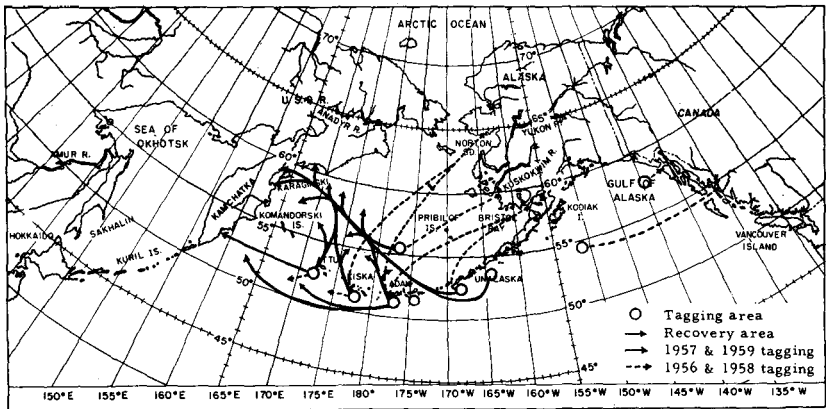 ARCTIC OCEAN
70°
70°
ALASKA
U.S.S.R.
ANADYR R.
65°
YUKON
CANADA
SEA OF
OKHOTSK
NORTON
SD.
AMUR R.
60°
KUSKOKWIM R.
60°
KARAGINSKI
KAMCHATKA
GULF OF
ALASKA
KOMANDORSKI
IS.
PRIBILOF
IS.
BRISTOL
BAY
KODIAK
I.
SAKHALIN
55°
55°
VANCOUVER
ISLAND
HOKKAIDO
KURIL IS.
ATTU
KISKA
ADAK
UNALASKA
50°
50°
45°
45°
Tagging area
Recovery area
1957 & 1959 tagging
1956 & 1958 tagging
150°E 155°E 160°E 165°E 170°E 175°E 180° 175°W 170°W 165°W 160°W 155°W 150°W 145°W 140°W 135°W